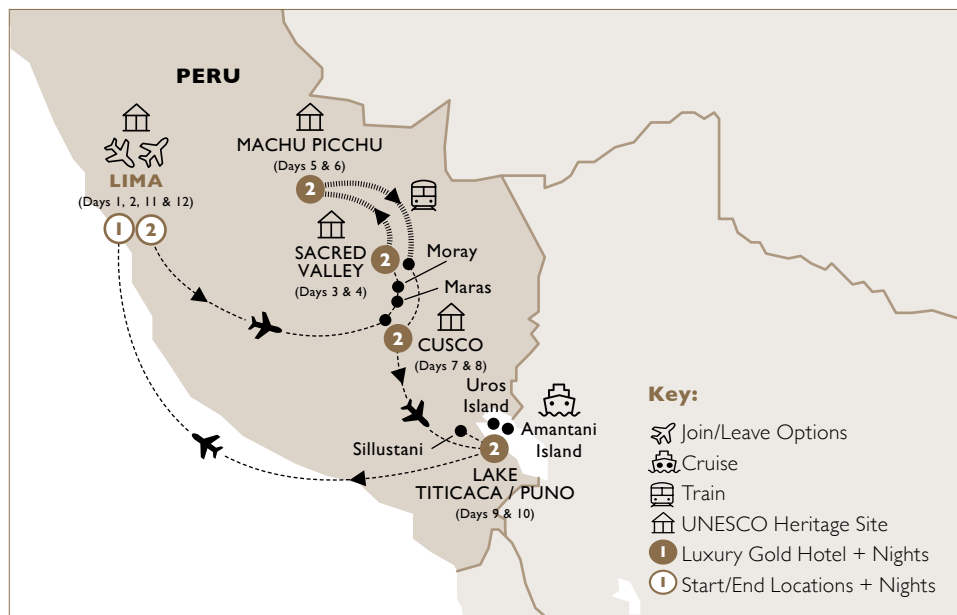 PERU
MACHU PICCHU
(Days 5 & 6)
2
LIMA
(Days 1, 2, 11 & 12)
1
2
SACRED
VALLEY
(Days 3 & 4)
2
Moray
Maras
2
CUSCO
(Days 7 & 8)
Uros
Island
Amantani
Island
Sillustani
2
LAKE
TITICACA / PUNO
(Days 9 & 10)
Key:
Join/Leave Options
Cruise
Train
UNESCO Heritage Site
1 Luxury Gold Hotel + Nights
1 Start/End Locations + Nights